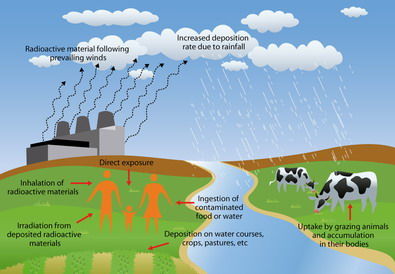 Radioactive material following
prevailing winds
Increased deposition
rate due to rainfall
Direct exposure
Inhalation of
radioactive materials
Ingestion of
contaminated
food or water
Irradiation from
deposited radioactive
materials
Deposition on water courses,
crops, pastures, etc
Uptake by grazing animals
and accumulation
in their bodies